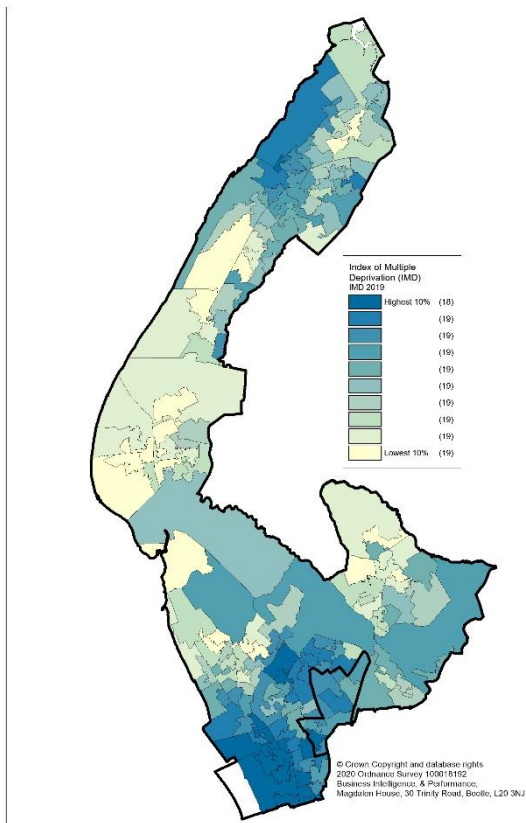 Index of Multiple
Deprivation (IMD)
IMD 2019
Highest 10% (18)
(19)
(19)
(19)
(19)
(19)
(19)
(19)
(19)
Lowest 10% (19)
© Crown Copyright and database rights
2020 Ordnance Survey 100018192
Business Intelligence, & Performance,
Magdalen House, 30 Trinity Road, Bootle, L20 3NJ